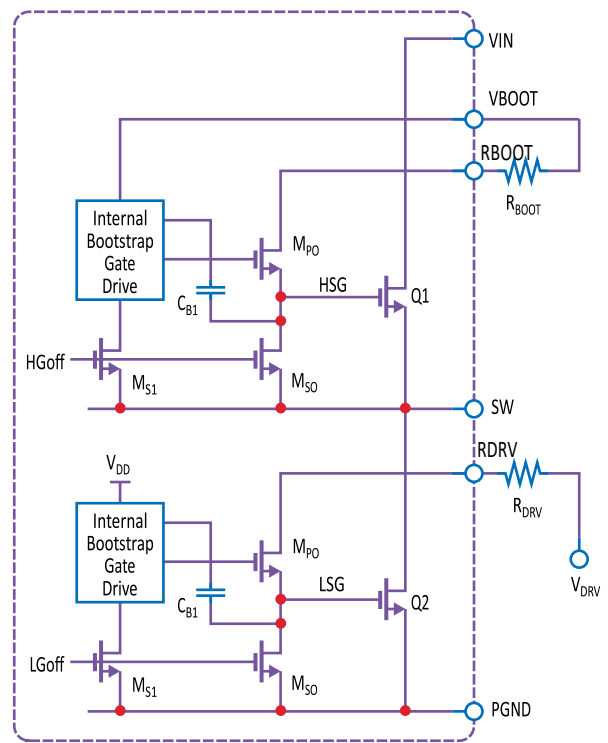 VIN
VBOOT
RBOOT
RBOOT
Internal
Bootstrap
Gate
Drive
MPO
CB1
HSG
Q1
HGoff
MS1
MSO
SW
RDRV
VDD
RDRV
Internal
Bootstrap
Gate
Drive
MPO
CB1
LSG
Q2
VDRV
LGoff
MS1
MSO
PGND